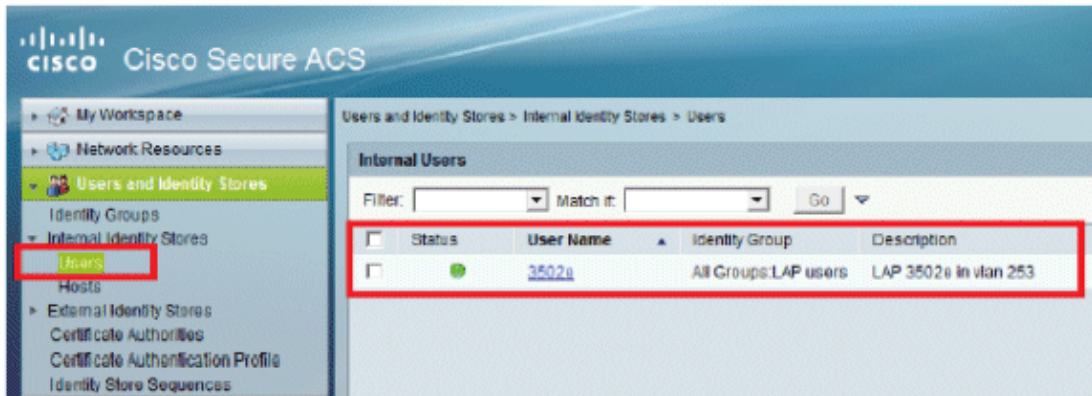 CISCO Cisco Secure ACS
My Workspace
Network Resources
Users and Identity Stores
Identity Groups
Internal Identity Stores
Users
Hosts
External Identity Stores
Certificate Authorities
Certificate Authentication Profile
Identity Store Sequences
Users and Identity Stores > Internal Identity Stores > Users
Internal Users
Filter: Match if: Go
Status User Name Identity Group Description
3502e All Groups:LAP users LAP 3502e in vlan 253